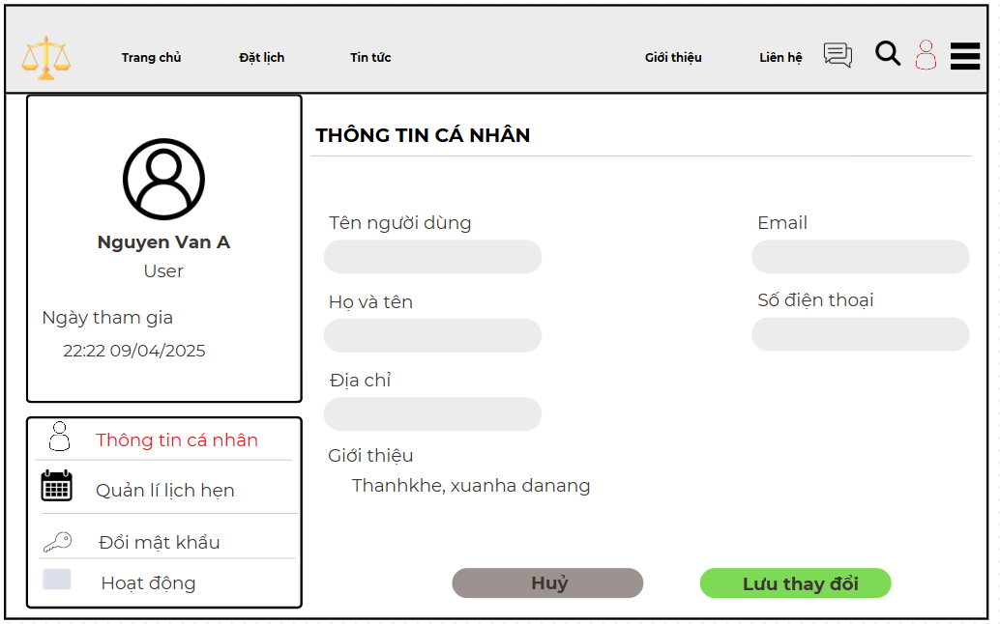 Trang chủ
Đặt lịch
Tin tức
Giới thiệu
Liên hệ
Nguyen Van A
User
Ngày tham gia
22:22 09/04/2025
Thông tin cá nhân
Quản lí lịch hẹn
Đổi mật khẩu
Hoạt động
THÔNG TIN CÁ NHÂN
Tên người dùng
Email
Họ và tên
Số điện thoại
Địa chỉ
Giới thiệu
Thanhkhe, xuanha danang
Huỷ
Lưu thay đổi